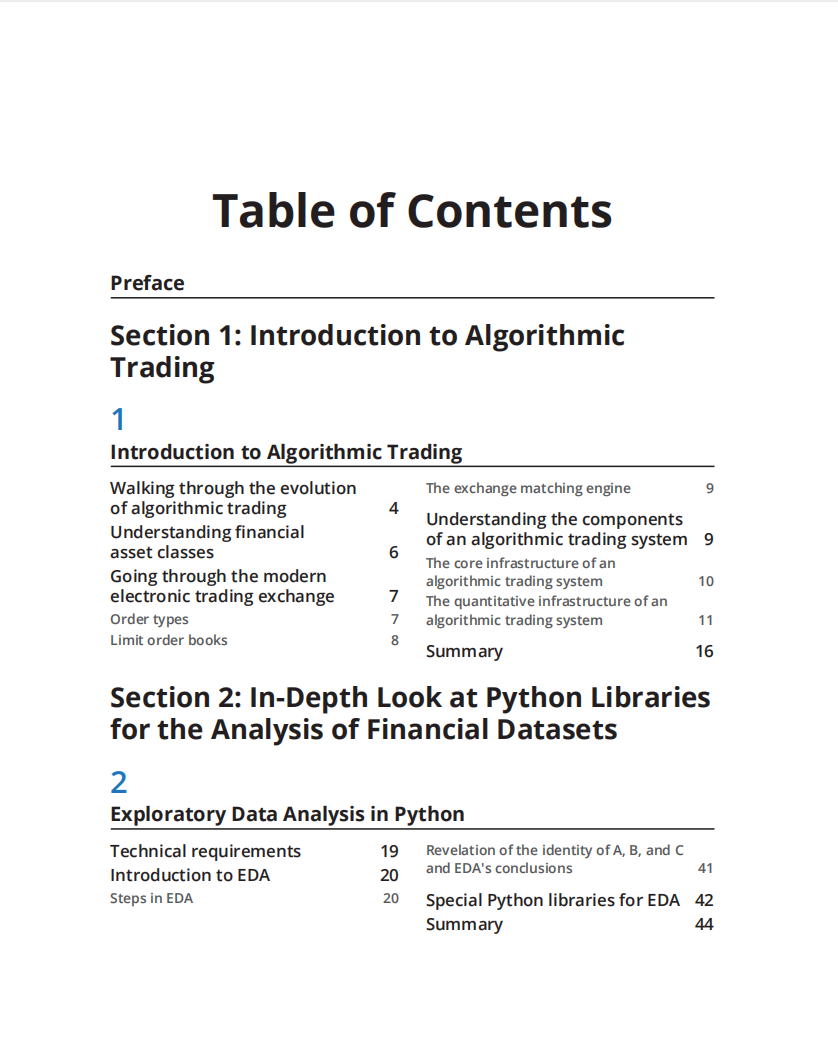 Table of Contents
Preface
Section 1: Introduction to Algorithmic
Trading
1
Introduction to Algorithmic Trading
Walking through the evolution
of algorithmic trading 4
Understanding financial
asset classes 6
Going through the modern
electronic trading exchange 7
Order types 7
Limit order books 8
The exchange matching engine 9
Understanding the components
of an algorithmic trading system 9
The core infrastructure of an
algorithmic trading system 10
The quantitative infrastructure of an
algorithmic trading system 11
Summary 16
Section 2: In-Depth Look at Python Libraries
for the Analysis of Financial Datasets
2
Exploratory Data Analysis in Python
Technical requirements 19
Introduction to EDA 20
Steps in EDA 20
Revelation of the identity of A, B, and C
and EDA's conclusions 41
Special Python libraries for EDA 42
Summary 44